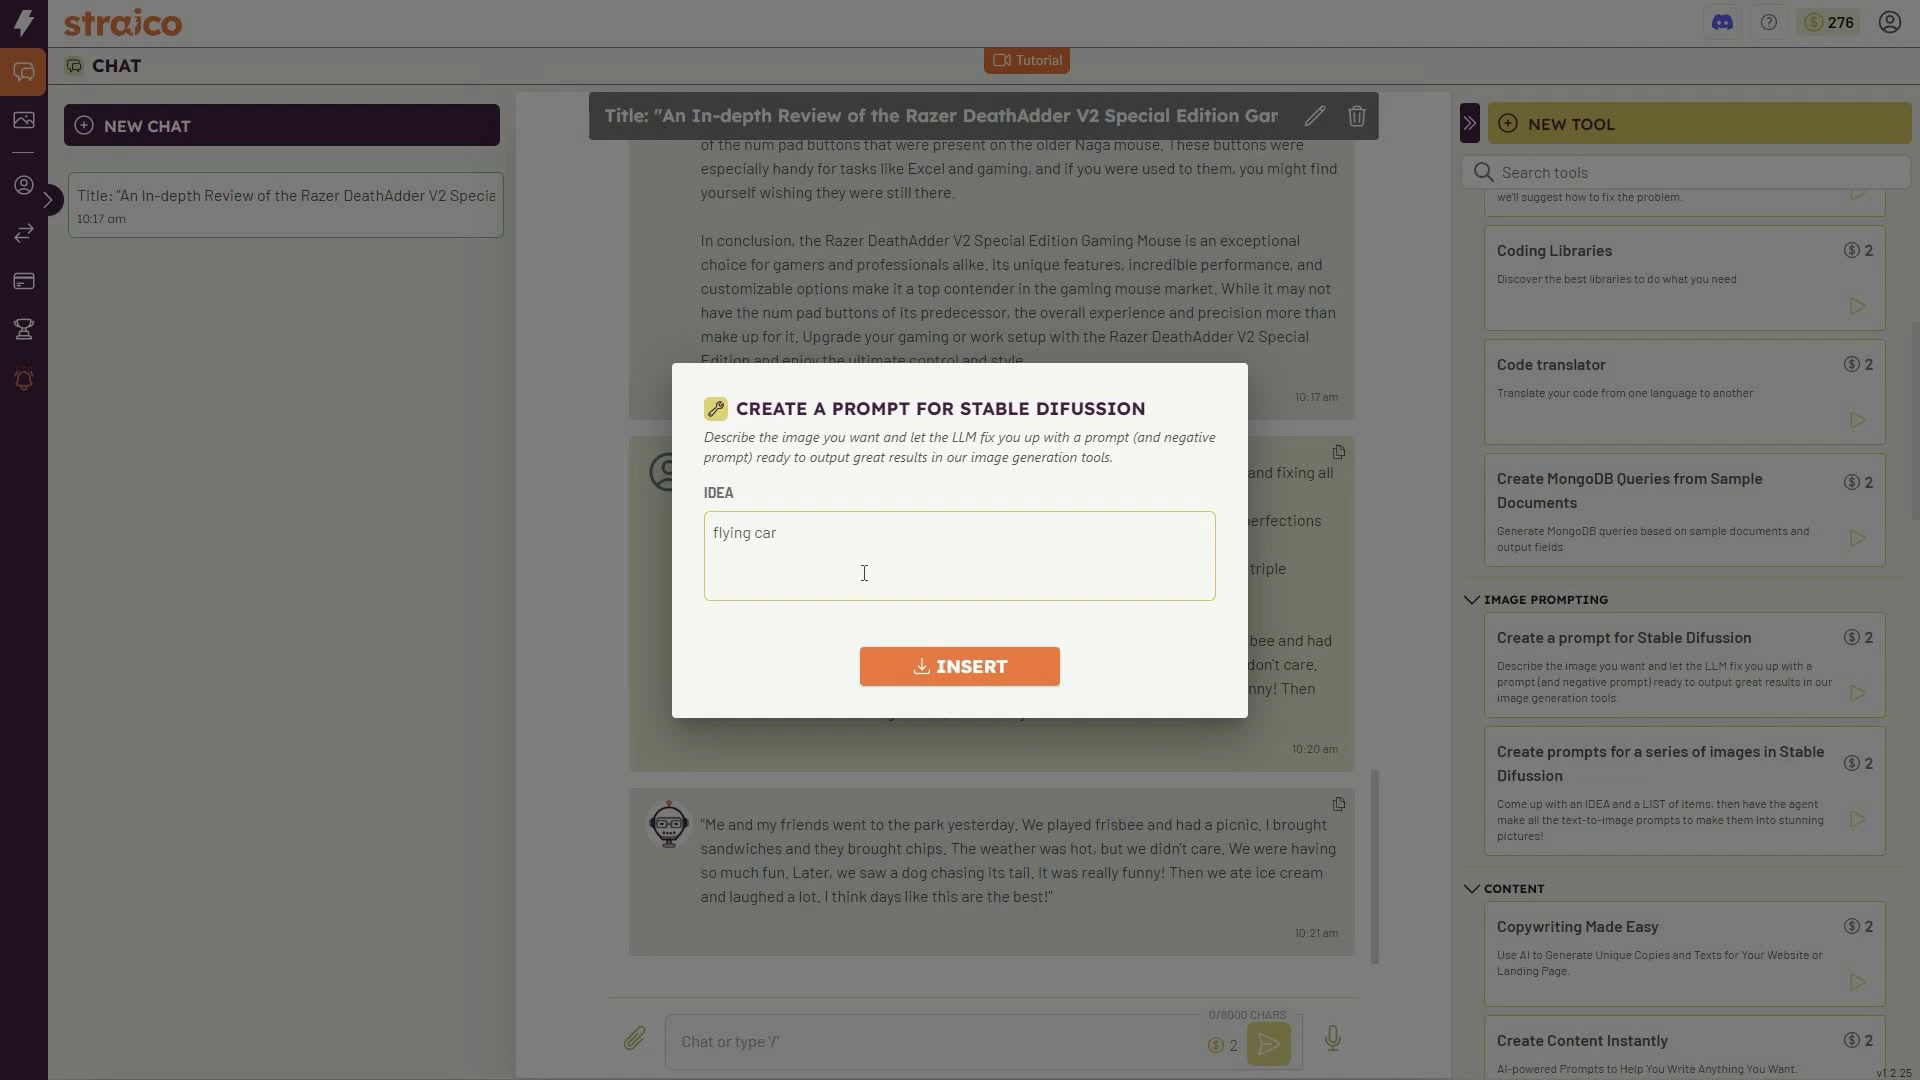 straico
276
CHAT
Tutorial
NEW CHAT
Title: "An In-depth Review of the Razer DeathAdder V2 Specia
10:17 am
Title: "An In-depth Review of the Razer DeathAdder V2 Special Edition Gar
of the num pad buttons that were present on the older Naga mouse. These buttons were
especially handy for tasks like Excel and gaming, and if you were used to them, you might find
yourself wishing they were still there.
In conclusion, the Razer DeathAdder V2 Special Edition Gaming Mouse is an exceptional
choice for gamers and professionals alike. Its unique features, incredible performance, and
customizable options make it a top contender in the gaming mouse market. While it may not
have the num pad buttons of its predecessor, the overall experience and precision more than
make up for it. Upgrade your gaming or work setup with the Razer DeathAdder V2 Special
Edition and enjoy the ultimate control and style.
10:17 am
CREATE A PROMPT FOR STABLE DIFUSSION
Describe the image you want and let the LLM fix you up with a prompt (and negative
prompt) ready to output great results in our image generation tools.
IDEA
flying car
INSERT
and fixing all
erfections
triple
bee and had
don't care.
nny! Then
10:20 am
"Me and my friends went to the park yesterday. We played frisbee and had a picnic. I brought
sandwiches and they brought chips. The weather was hot, but we didn't care. We were having
so much fun. Later, we saw a dog chasing its tail. It was really funny! Then we ate ice cream
and laughed a lot. I think days like this are the best!"
10:21 am
0/8000 CHARS
Chat or type '/'
2
NEW TOOL
Search tools
we'll suggest how to fix the problem.
Coding Libraries
2
Discover the best libraries to do what you need
Code translator
2
Translate your code from one language to another
Create MongoDB Queries from Sample
Documents
2
Generate MongoDB queries based on sample documents and
output fields
IMAGE PROMPTING
Create a prompt for Stable Difussion
2
Describe the image you want and let the LLM fix you up with a
prompt (and negative prompt) ready to output great results in our
image generation tools.
Create prompts for a series of images in Stable
Difussion
2
Come up with an IDEA and a LIST of items, then have the agent
make all the text-to-image prompts to make them into stunning
pictures!
CONTENT
Copywriting Made Easy
2
Use AI to Generate Unique Copies and Texts for Your Website or
Landing Page.
Create Content Instantly
2
AI-powered Prompts to Help You Write Anything You Want.
v1.2.25